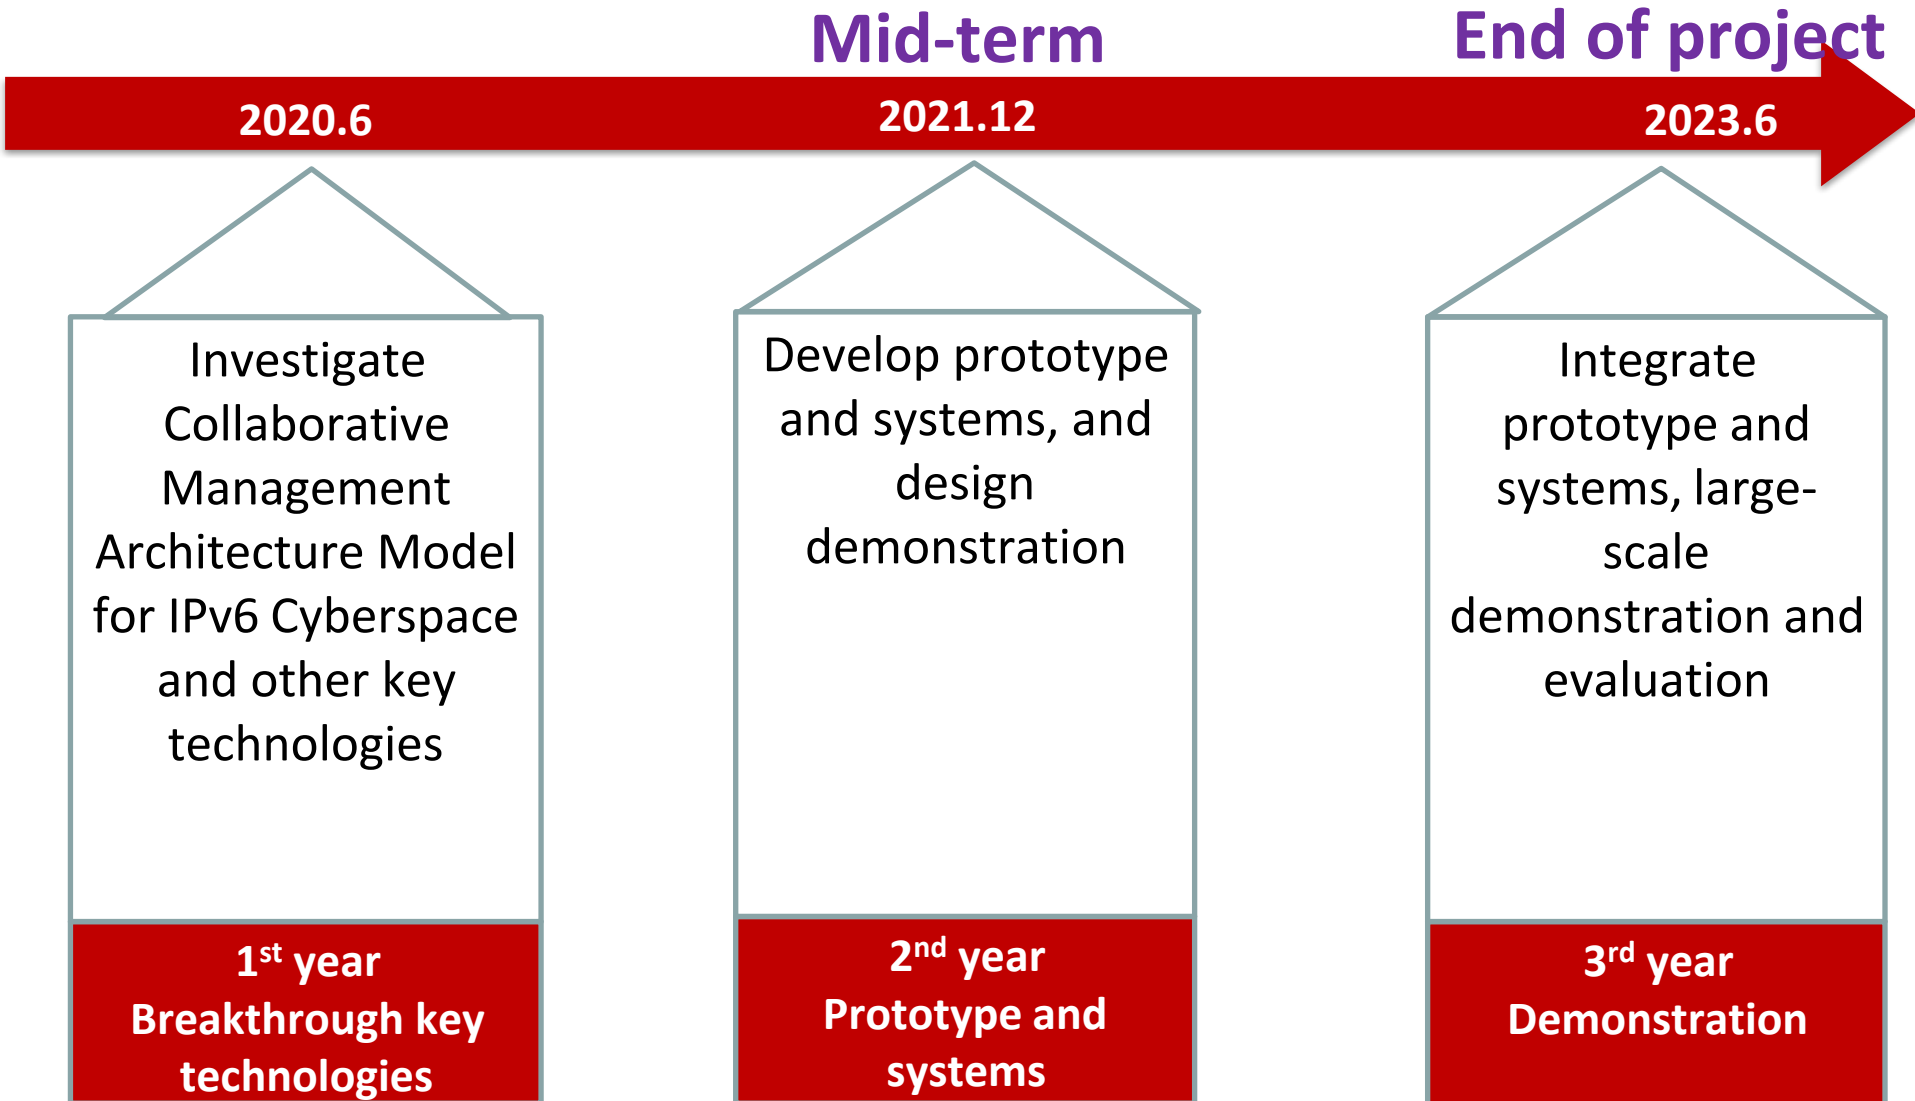 Mid-term
End of project
2020.6
2021.12
2023.6
Investigate
Collaborative
Management
Architecture Model
for IPv6 Cyberspace
and other key
technologies
1st year
Breakthrough key
technologies
Develop prototype
and systems, and
design
demonstration
2nd year
Prototype and
systems
Integrate
prototype and
systems, large-
scale
demonstration and
evaluation
3rd year
Demonstration